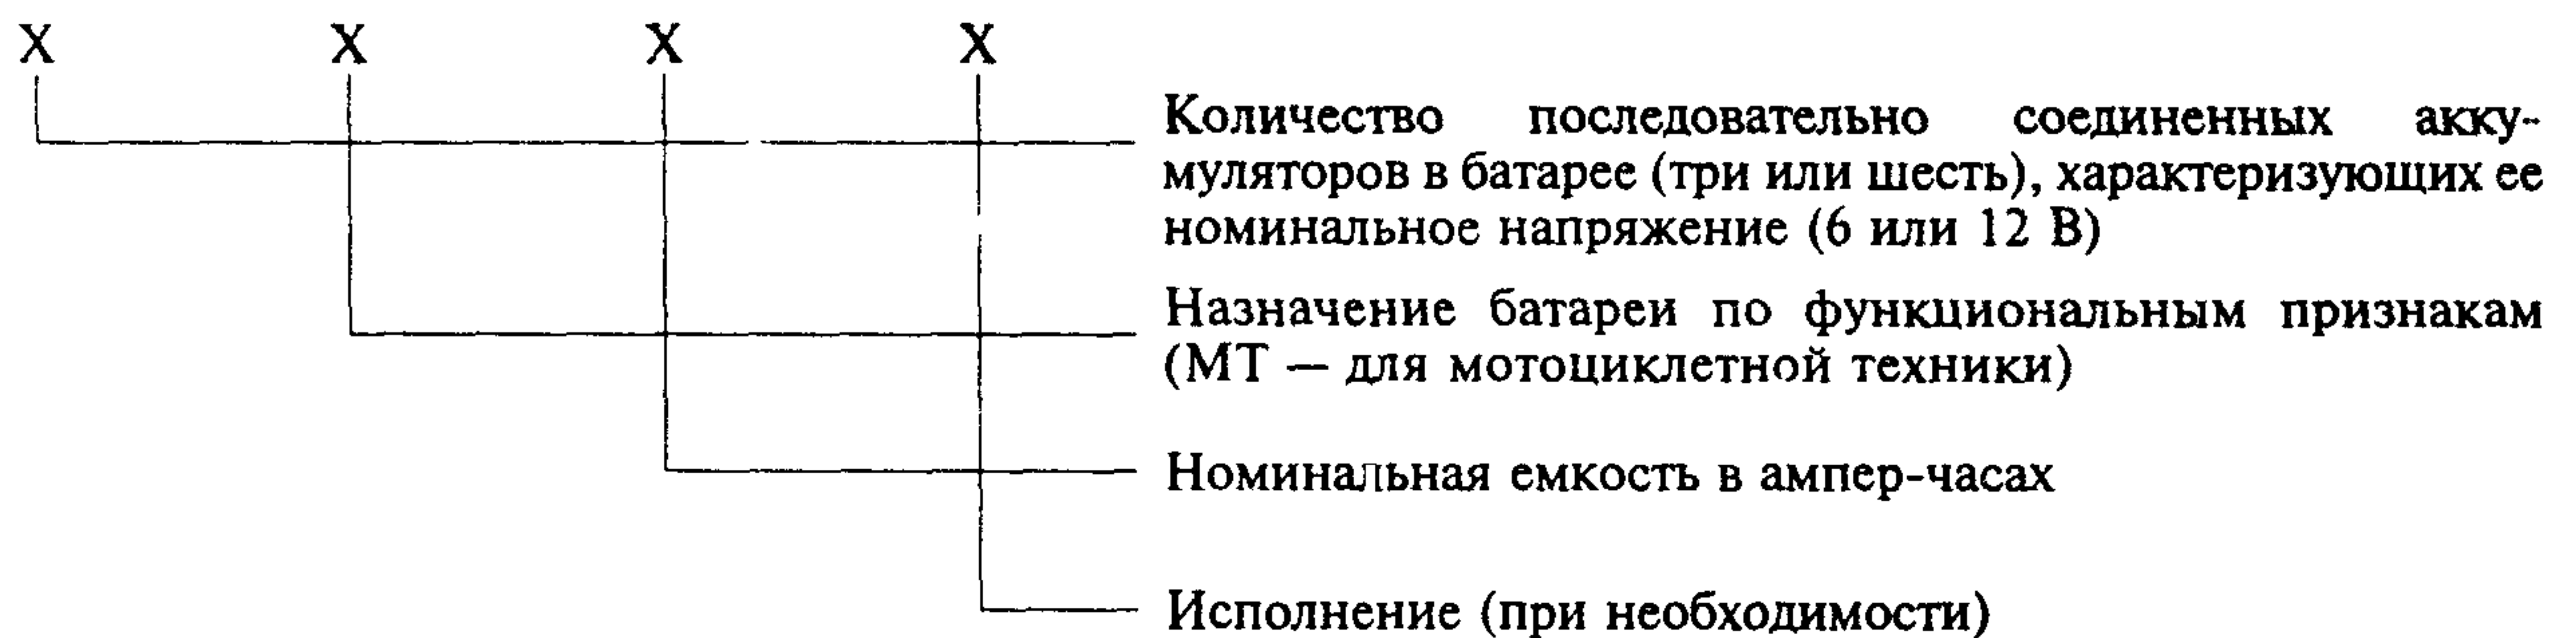 X X X X
Количество последовательно соединенных акку-
муляторов в батарее (три или шесть), характеризующих ее
номинальное напряжение (6 или 12 В)
Назначение батареи по функциональным признакам
(МТ — для мотоциклетной техники)
Номинальная емкость в ампер-часах
Исполнение (при необходимости)